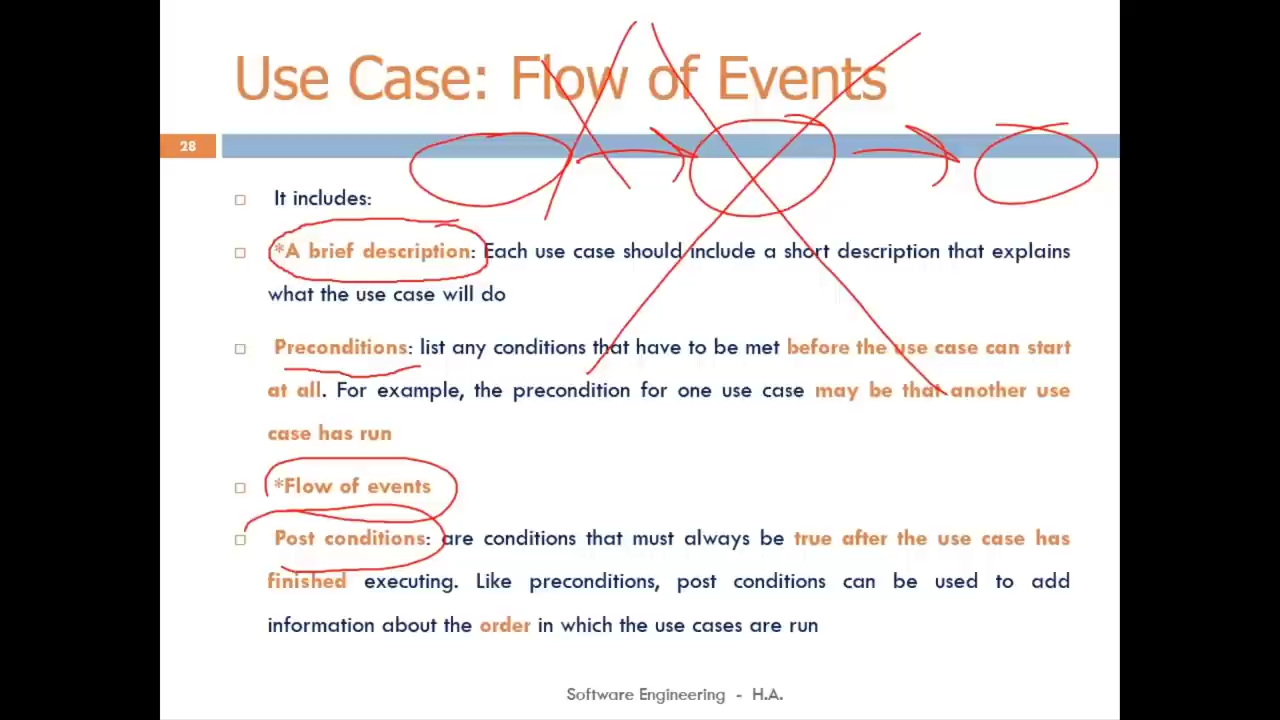 Use Case: Flow of Events
28
It includes:
*A brief description: Each use case should include a short description that explains
what the use case will do
Preconditions: list any conditions that have to be met before the use case can start
at all. For example, the precondition for one use case may be that another use
case has run
*Flow of events
Post conditions: are conditions that must always be true after the use case has
finished executing. Like preconditions, post conditions can be used to add
information about the order in which the use cases are run
Software Engineering - H.A.